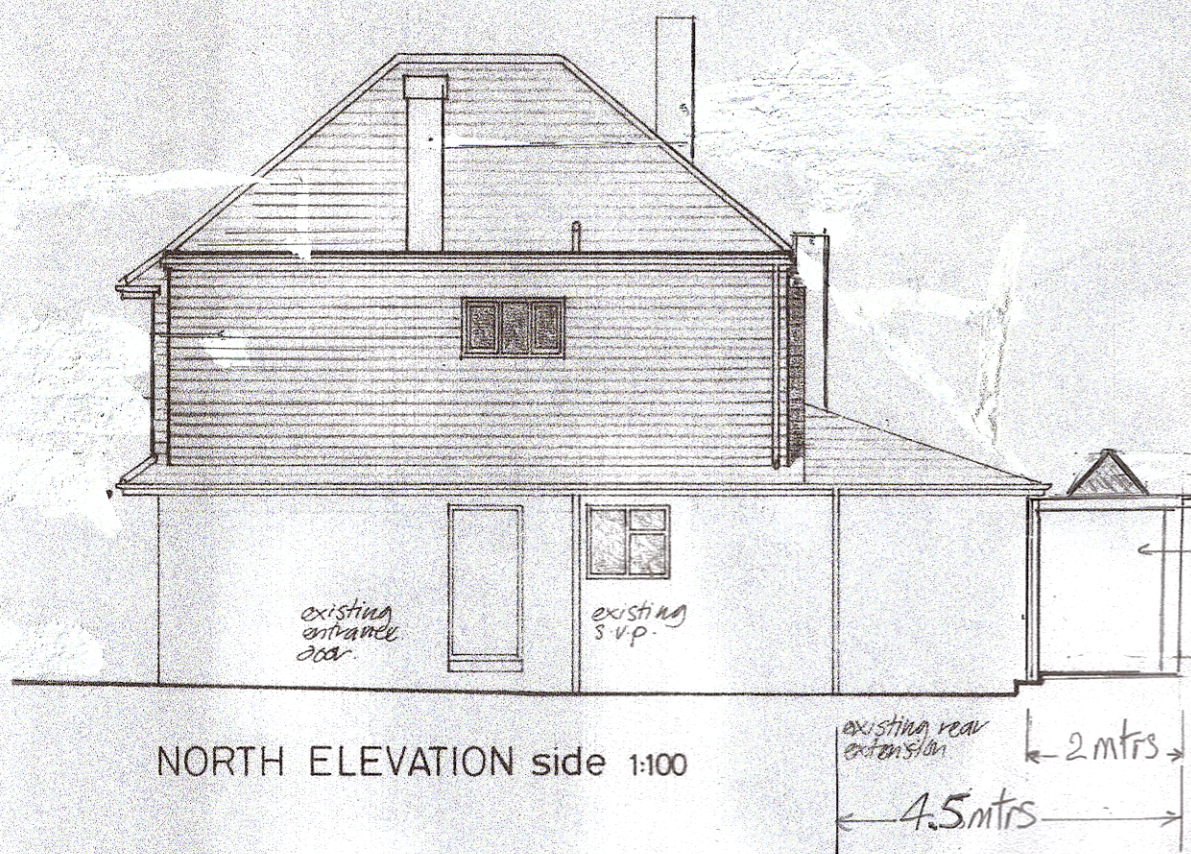 existing
entrance
door.
existing
s.v.p.
NORTH ELEVATION side 1:100
existing rear
extension
2 mtrs
4.5 mtrs